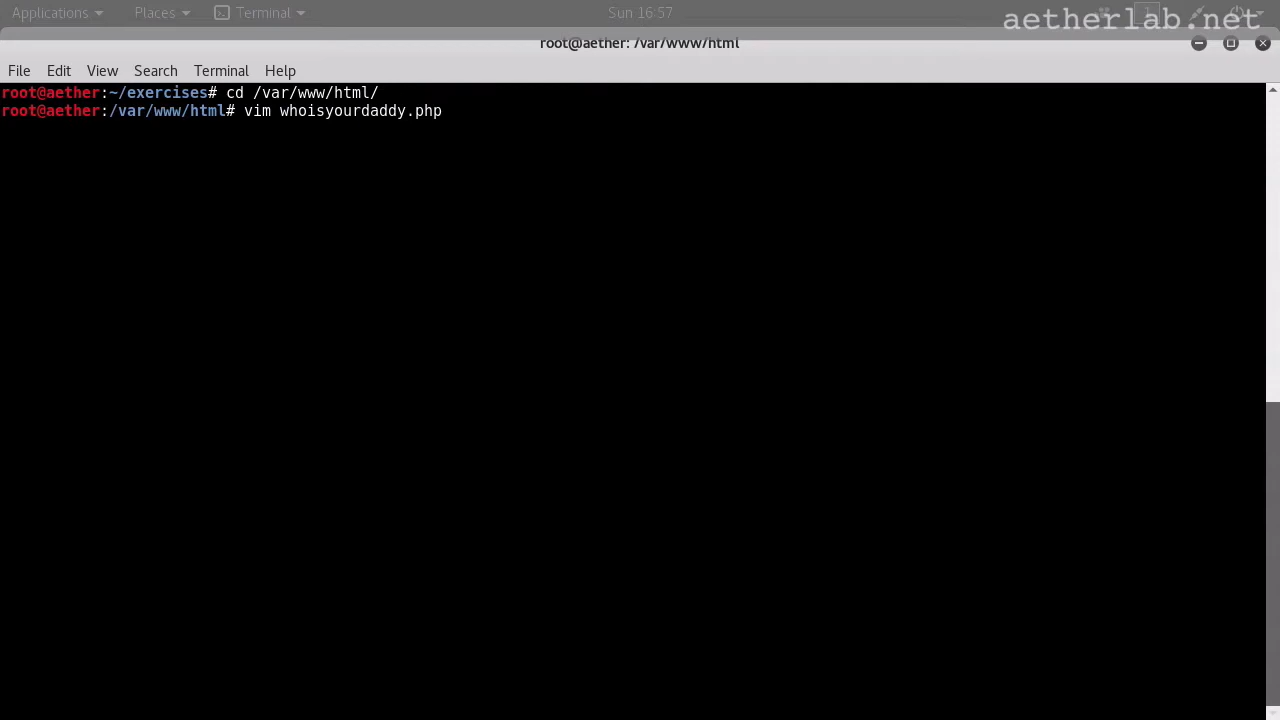 Applications Places Terminal Sun 16:57 1 aetherlab.net
root@aether: /var/www/html
File Edit View Search Terminal Help
root@aether:~/exercises# cd /var/www/html/
root@aether:/var/www/html# vim whoisyourdaddy.php